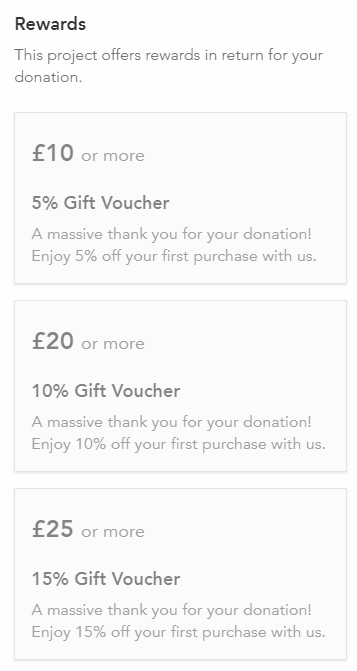 Rewards
This project offers rewards in return for your
donation.
£10 or more
5% Gift Voucher
A massive thank you for your donation!
Enjoy 5% off your first purchase with us.
£20 or more
10% Gift Voucher
A massive thank you for your donation!
Enjoy 10% off your first purchase with us.
£25 or more
15% Gift Voucher
A massive thank you for your donation!
Enjoy 15% off your first purchase with us.